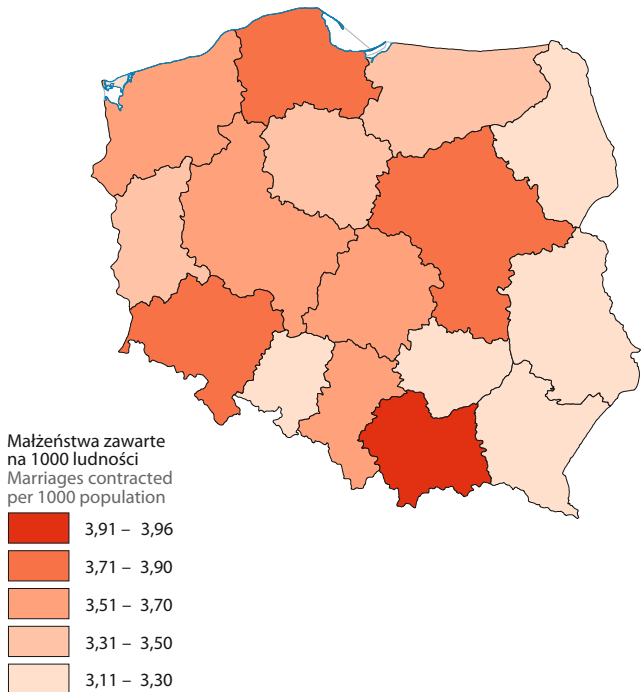 Małżeństwa zawarte
na 1000 ludności
Marriages contracted
per 1000 population
3,91 – 3,96
3,71 – 3,90
3,51 – 3,70
3,31 – 3,50
3,11 – 3,30